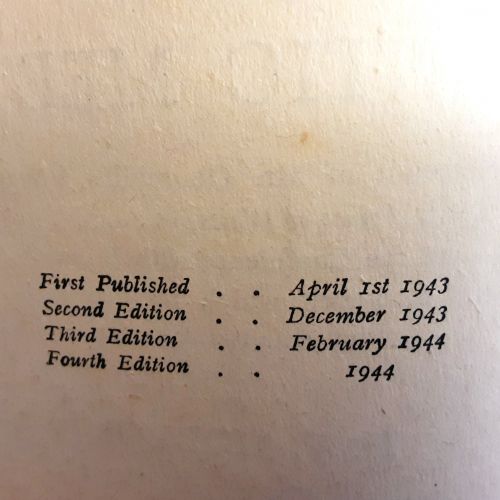 First Published . . April 1st 1943
Second Edition . . December 1943
Third Edition . . February 1944
Fourth Edition . . 1944